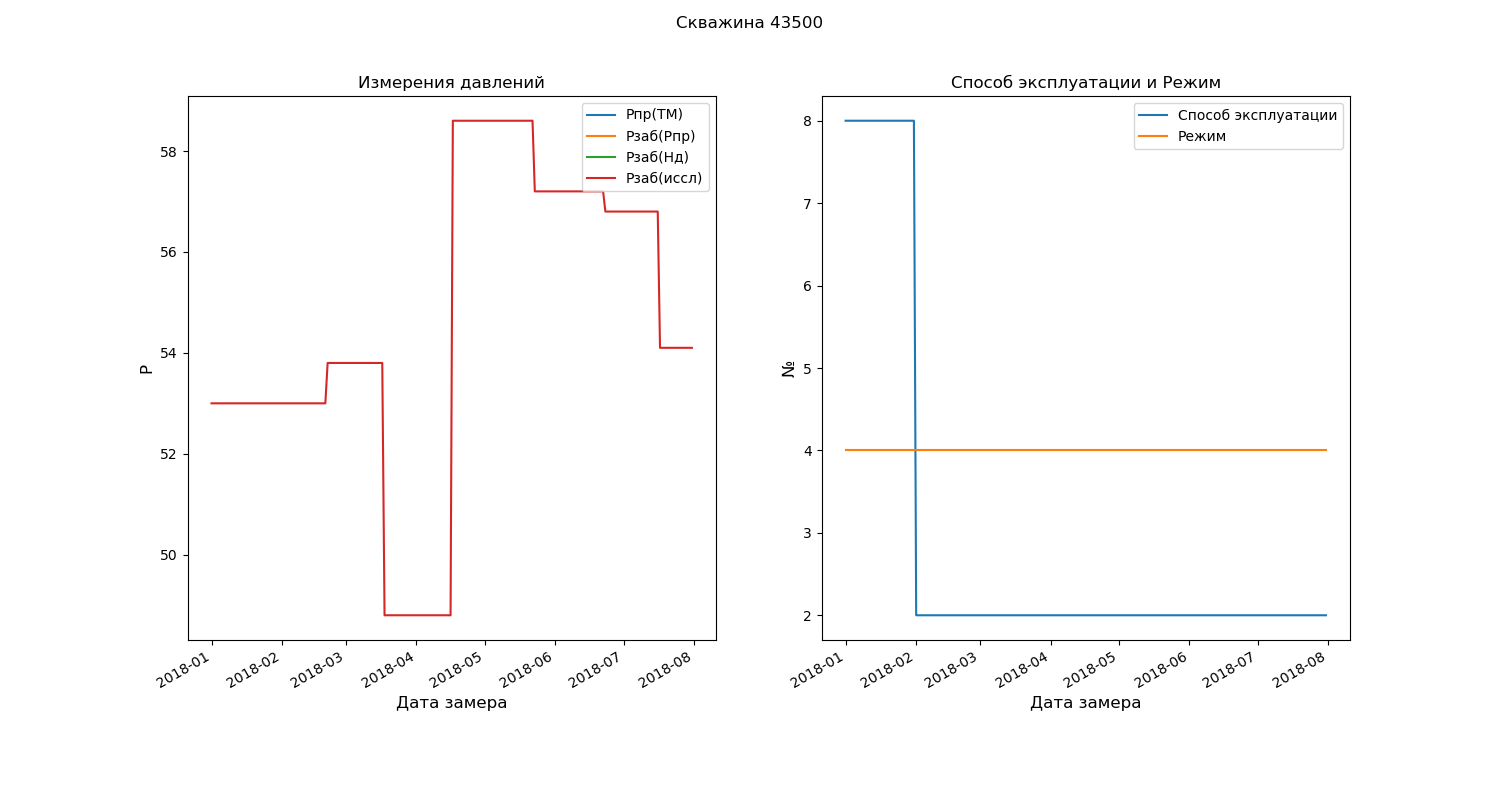 Скважина 43500
Измерения давлений
Рпр(ТМ)
Рзаб(Рпр)
Рзаб(Нд)
Рзаб(иссл)
58
56
54
52
50
Р
2018-01
2018-02
2018-03
2018-04
2018-05
2018-06
2018-07
2018-08
Дата замера
Способ эксплуатации и Режим
Способ эксплуатации
Режим
8
7
6
5
4
3
2
№
2018-01
2018-02
2018-03
2018-04
2018-05
2018-06
2018-07
2018-08
Дата замера